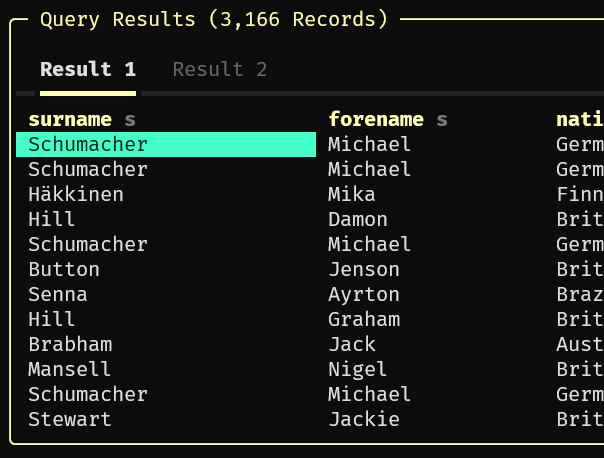 Query Results (3,166 Records)
Result 1 Result 2
surname s forename s nati
Schumacher Michael Germ
Schumacher Michael Germ
Häkkinen Mika Finn
Hill Damon Brit
Schumacher Michael Germ
Button Jenson Brit
Senna Ayrton Braz
Hill Graham Brit
Brabham Jack Aust
Mansell Nigel Brit
Schumacher Michael Germ
Stewart Jackie Brit